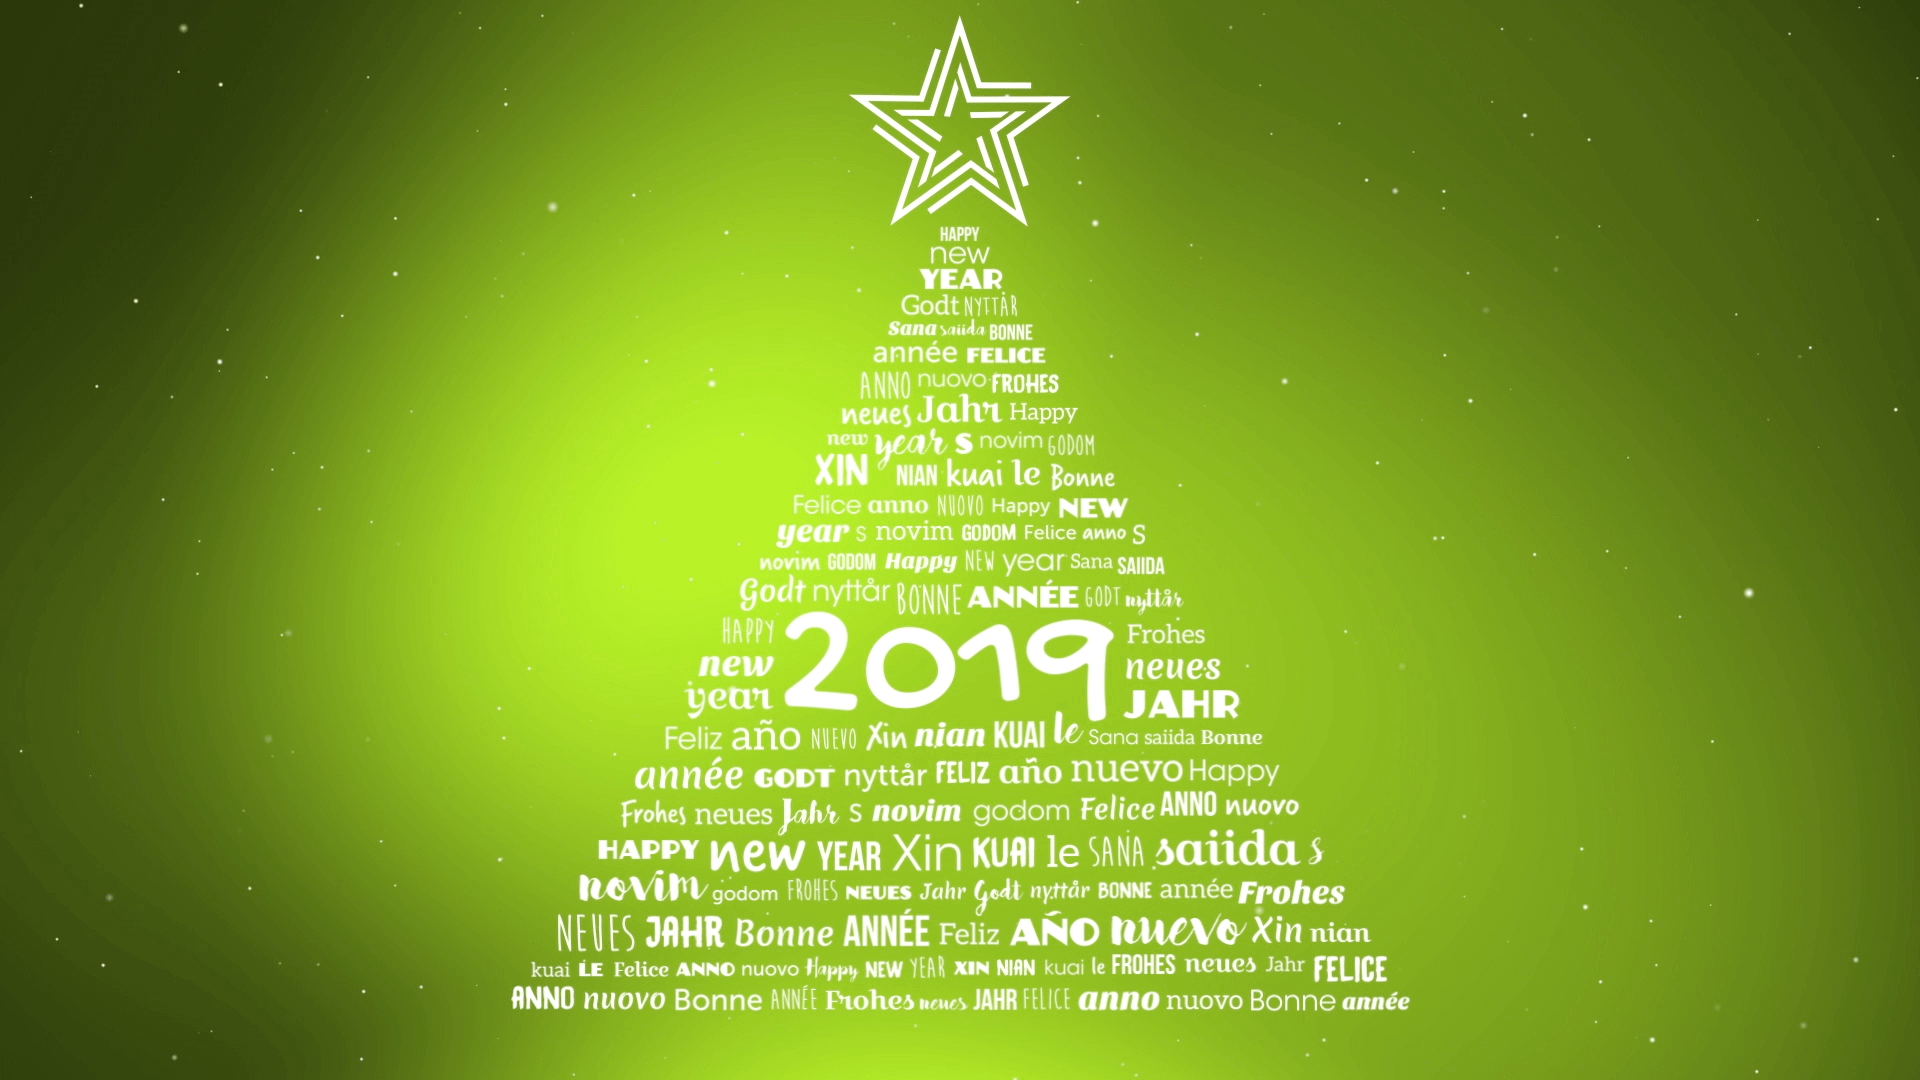 HAPPY
new
YEAR
Godt NYTTÅR
Sana saiida BONNE
année FELICE
ANNO nuovo FROHES
neues Jahr Happy
new year s novim GODOM
XIN NIAN kuai le Bonne
Felice anno NUOVO Happy NEW
year s novim GODOM Felice anno S
novim GODOM Happy NEW year Sana SAIIDA
Godt nyttår BONNE ANNÉE GODT nyttår
HAPPY 2019 Frohes
new neues
year JAHR
Feliz año NUEVO Xin nian KUAI le Sana saiida Bonne
année GODT nyttår FELIZ año nuevo Happy
Frohes neues Jahr S novim godom Felice ANNO nuovo
HAPPY new YEAR Xin KUAI le SANA saiida s
novim godom FROHES NEUES Jahr Godt nyttår BONNE année Frohes
NEUES JAHR Bonne ANNÉE Feliz AÑO nuevo Xin nian
kuai LE Felice ANNO nuovo Happy NEW YEAR XIN NIAN kuai le FROHES neues Jahr FELICE
ANNO nuovo Bonne ANNÉE Frohes neues JAHR FELICE anno nuovo Bonne année